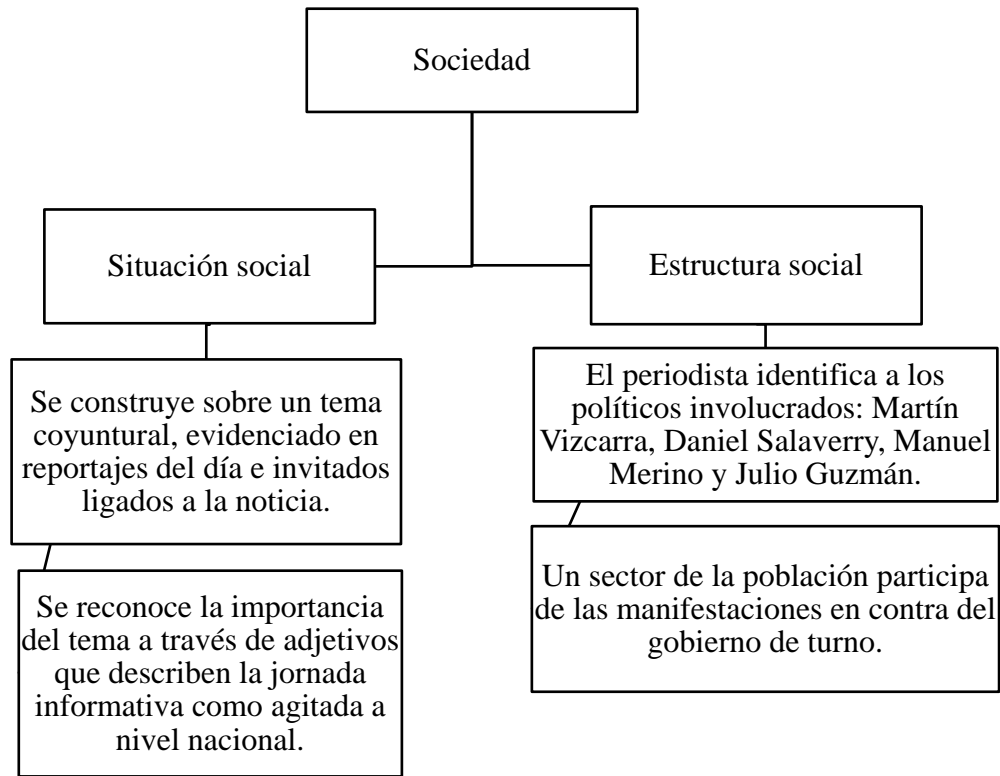 Sociedad
Situación social
Se construye sobre un tema
coyuntural, evidenciado en
reportajes del día e invitados
ligados a la noticia.
Se reconoce la importancia
del tema a través de adjetivos
que describen la jornada
informativa como agitada a
nivel nacional.
Estructura social
El periodista identifica a los
políticos involucrados: Martín
Vizcarra, Daniel Salaverry, Manuel
Merino y Julio Guzmán.
Un sector de la población participa
de las manifestaciones en contra del
gobierno de turno.